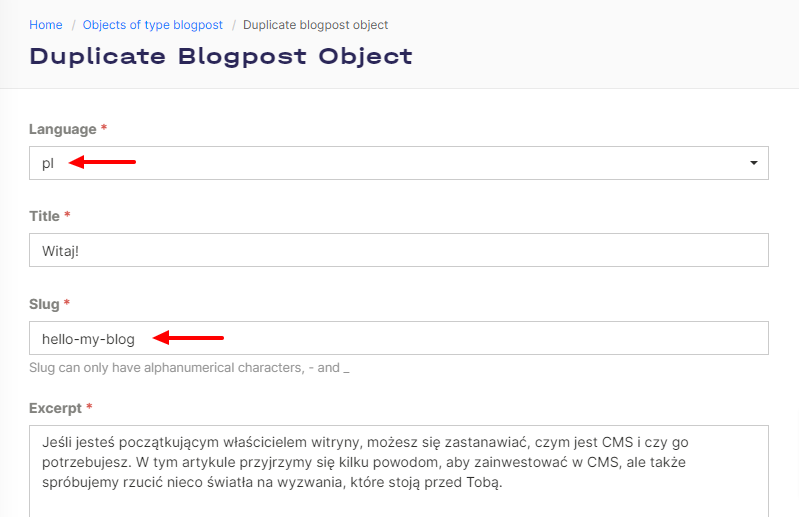 Home / Objects of type blogpost / Duplicate blogpost object
Duplicate Blogpost Object
Language *
pl
Title *
Witaj!
Slug *
hello-my-blog
Slug can only have alphanumerical characters, - and _
Excerpt *
Jeśli jesteś początkującym właścicielem witryny, możesz się zastanawiać, czym jest CMS i czy go
potrzebujesz. W tym artykule przyjrzymy się kilku powodom, aby zainwestować w CMS, ale także
spróbujemy rzucić nieco światła na wyzwania, które stoją przed Tobą.